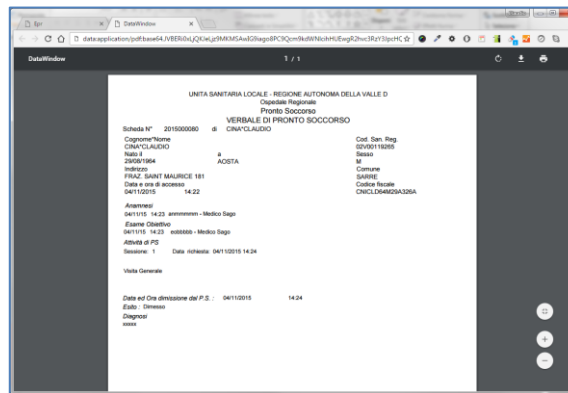 Epr
DataWindow
data:application/pdf;base64,
DataWindow
1 / 1
UNITA SANITARIA LOCALE - REGIONE AUTONOMA DELLA VALLE D
Ospedale Regionale
Pronto Soccorso
VERBALE DI PRONTO SOCCORSO
Scheda N° 2015000080 di CINA*CLAUDIO
Cognome*Nome Cod. San. Reg.
CINA*CLAUDIO 02V00119265
Nato il a Sesso
29/08/1964 AOSTA M
Indirizzo Comune
FRAZ. SAINT MAURICE 181 SARRE
Data e ora di accesso Codice fiscale
04/11/2015 14:22 CNICLD64M29A326A
Anamnesi
04/11/15 14:23 - Medico Sago
Esame Obiettivo
04/11/15 14:23 - Medico Sago
Attività di PS
Sessione: 1 Data richiesta: 04/11/2015 14:24
Visita Generale
Data ed Ora dimissione dal P.S. : 04/11/2015 14:24
Esito : Dimesso
Diagnosi
xxxxx